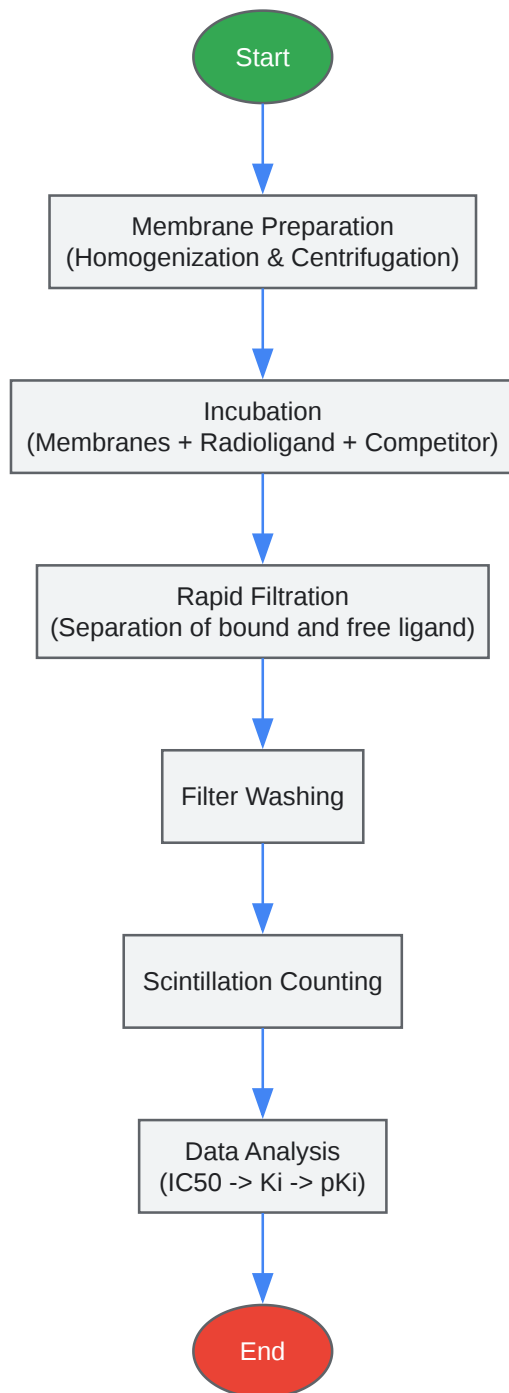 Start
Membrane Preparation
(Homogenization & Centrifugation)
Incubation
(Membranes + Radioligand + Competitor)
Rapid Filtration
(Separation of bound and free ligand)
Filter Washing
Scintillation Counting
Data Analysis
(IC50 -> Ki -> pKi)
End